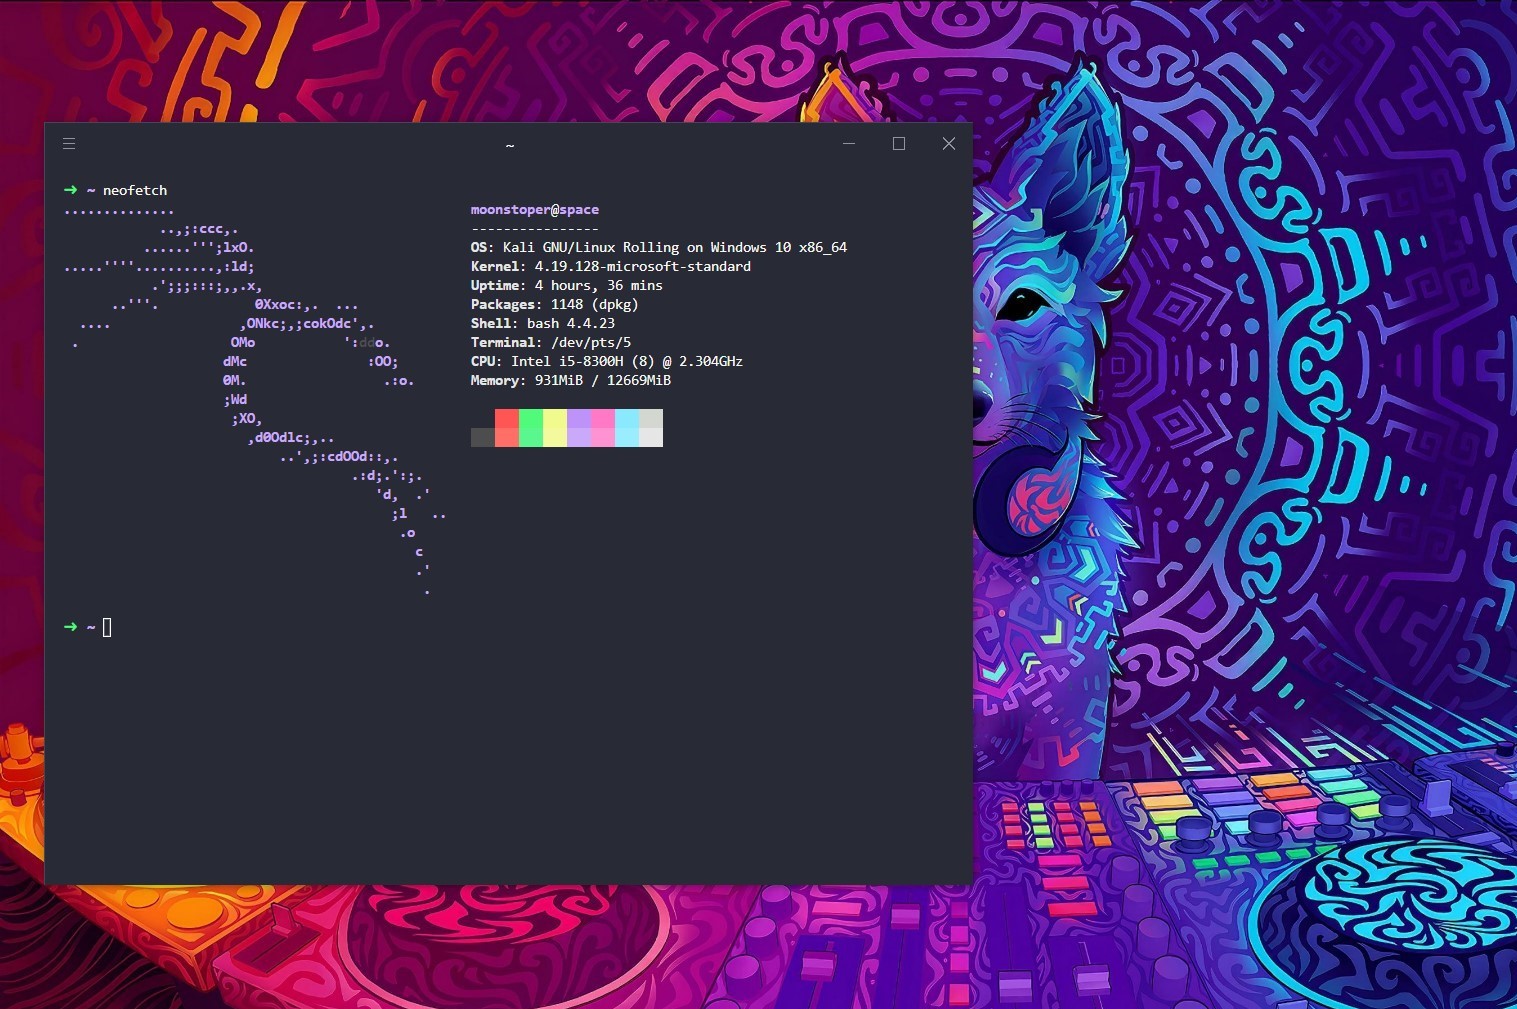 ~
➜ ~ neofetch
..............
            ..,;:ccc,.
          ......''';lxO.
.....''''..........,:ld;
           .';;;:::;,,.x,
      ..'''.            0Xxoc:,.  ...
  ....                ,ONkc;,;cokOdc',.
 .                   OMo           ':ddo.
                    dMc               :OO;
                    0M.                 .:o.
                    ;Wd
                     ;XO,
                       ,d0Odlc;,..
                           ..',;:cdOOd::,.
                                    .:d;.':;.
                                       'd,  .'
                                         ;l   ..
                                          .o
                                            c
                                            .'
                                             .
moonstoper@space
----------------
OS: Kali GNU/Linux Rolling on Windows 10 x86_64
Kernel: 4.19.128-microsoft-standard
Uptime: 4 hours, 36 mins
Packages: 1148 (dpkg)
Shell: bash 4.4.23
Terminal: /dev/pts/5
CPU: Intel i5-8300H (8) @ 2.304GHz
Memory: 931MiB / 12669MiB
➜ ~